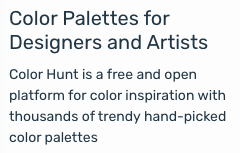 Color Palettes for
Designers and Artists
Color Hunt is a free and open
platform for color inspiration with
thousands of trendy hand-picked
color palettes